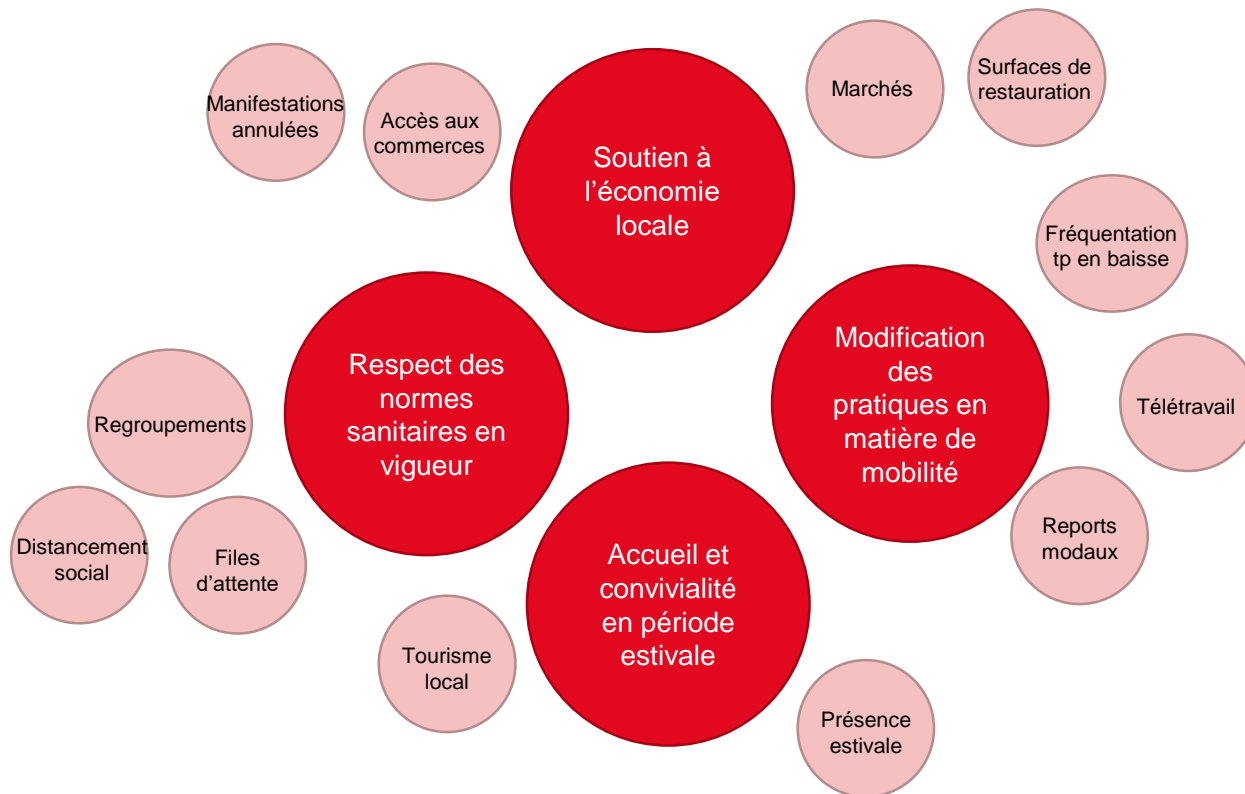 Manifestations
annulées
Accès aux
commerces
Soutien à
l’économie
locale
Marchés
Surfaces de
restauration
Fréquentation
tp en baisse
Respect des
normes
sanitaires en
vigueur
Modification
des
pratiques en
matière de
mobilité
Télétravail
Regroupements
Distancement
social
Files
d’attente
Reports
modaux
Accueil et
convivialité
en période
estivale
Tourisme
local
Présence
estivale